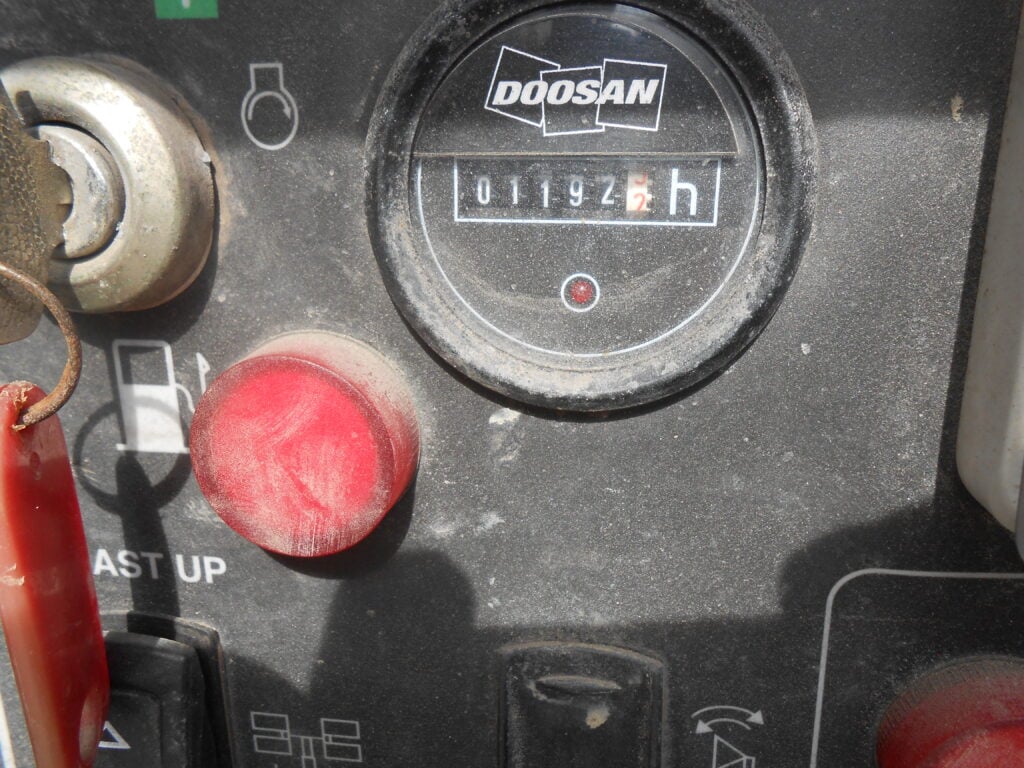 DOOSAN
01192 h
AST UP